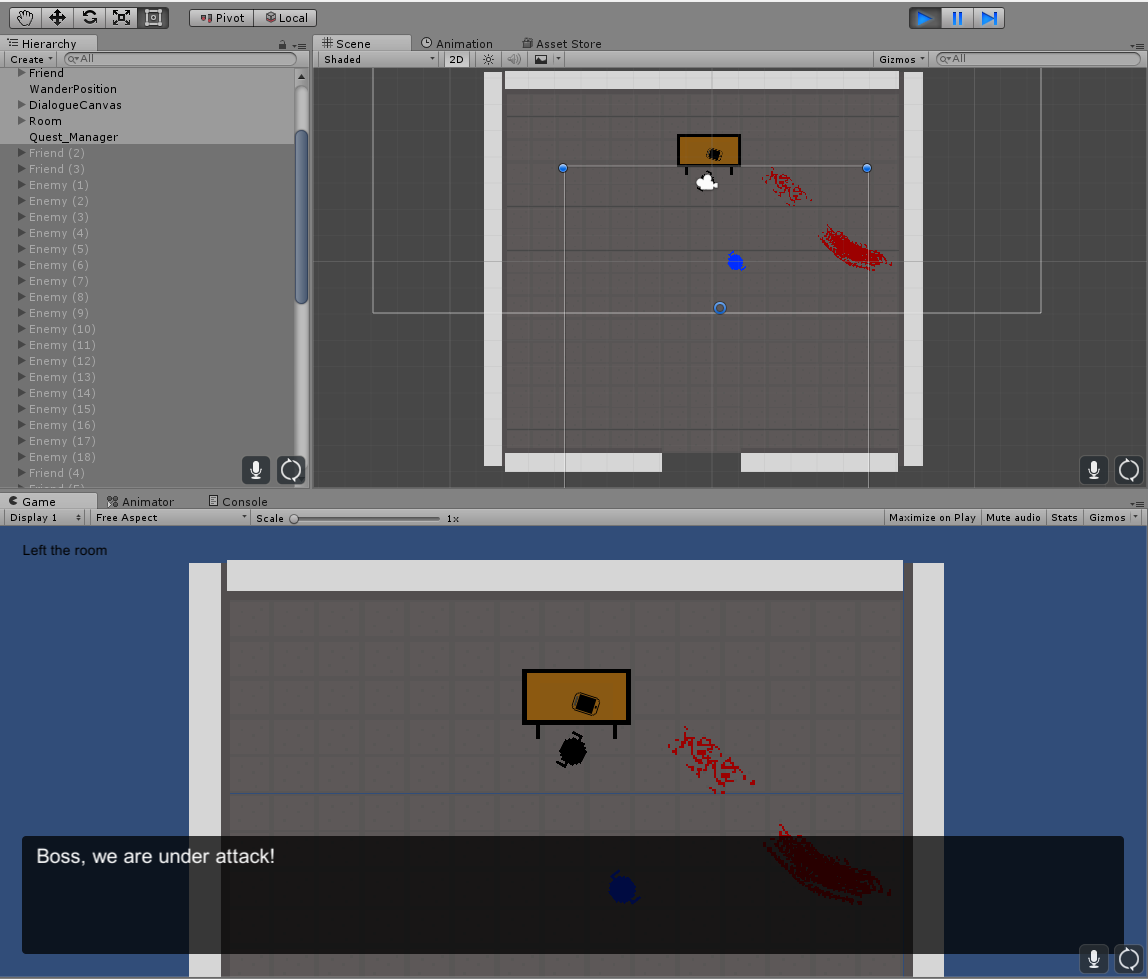 Pivot Local
Hierarchy
Create All
Friend
WanderPosition
DialogueCanvas
Room
Quest_Manager
Friend (2)
Friend (3)
Enemy (1)
Enemy (2)
Enemy (3)
Enemy (4)
Enemy (5)
Enemy (6)
Enemy (7)
Enemy (8)
Enemy (9)
Enemy (10)
Enemy (11)
Enemy (12)
Enemy (13)
Enemy (14)
Enemy (15)
Enemy (16)
Enemy (17)
Enemy (18)
Friend (4)
Scene Animation Asset Store
Shaded 2D Gizmos All
Game Animator Console
Display 1 Free Aspect Scale 1x Maximize on Play Mute audio Stats Gizmos
Left the room
Boss, we are under attack!